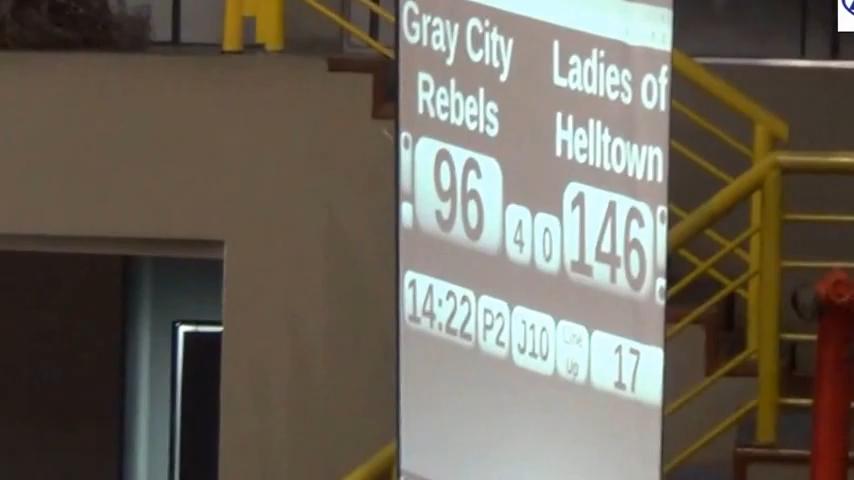 Gray City
Rebels
Ladies of
Helltown
96 4 0 146
14:22 P2 J10 Line Up 17